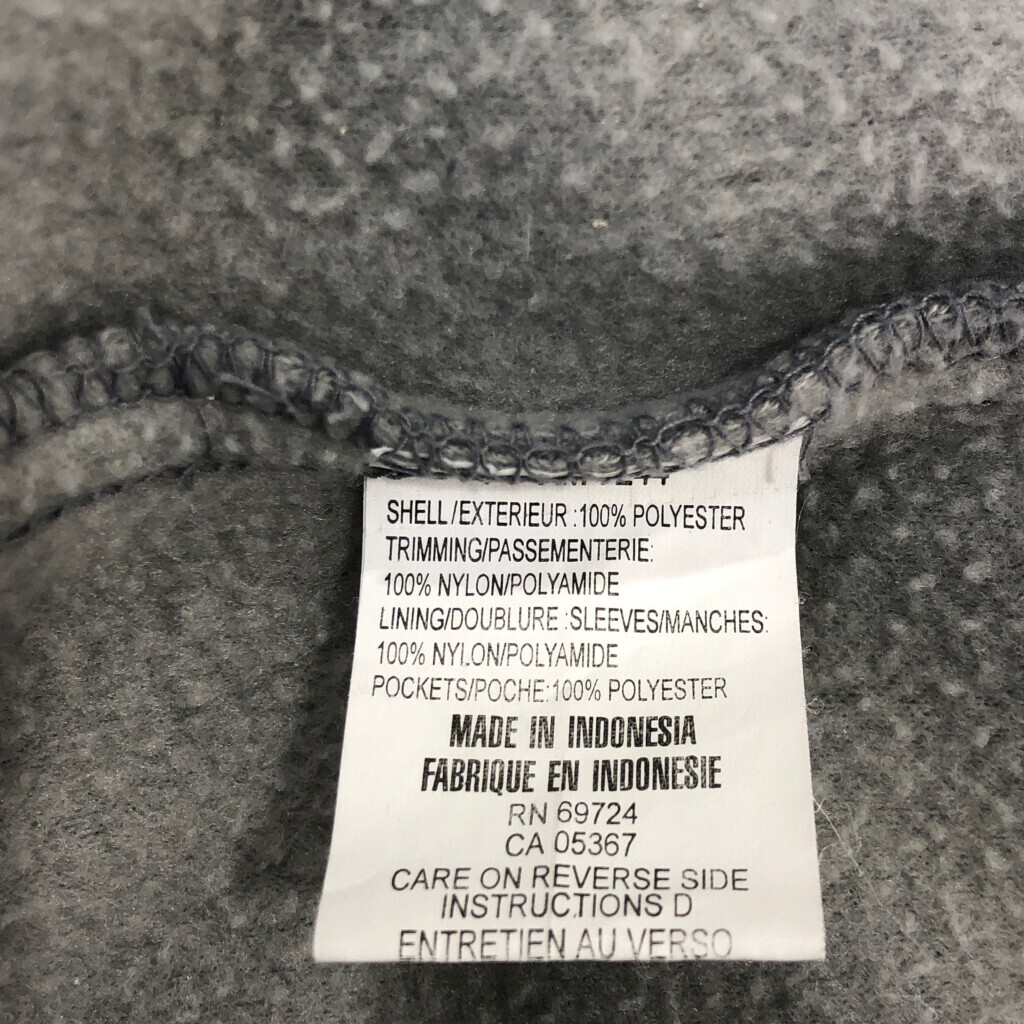 SHELL/EXTERIEUR :100% POLYESTER
TRIMMING/PASSEMENTERIE:
100% NYLON/POLYAMIDE
LINING/DOUBLURE :SLEEVES/MANCHES:
100% NYLON/POLYAMIDE
POCKETS/POCHE:100% POLYESTER
MADE IN INDONESIA
FABRIQUE EN INDONESIE
RN 69724
CA 05367
CARE ON REVERSE SIDE
INSTRUCTIONS D
ENTRETIEN AU VERSO